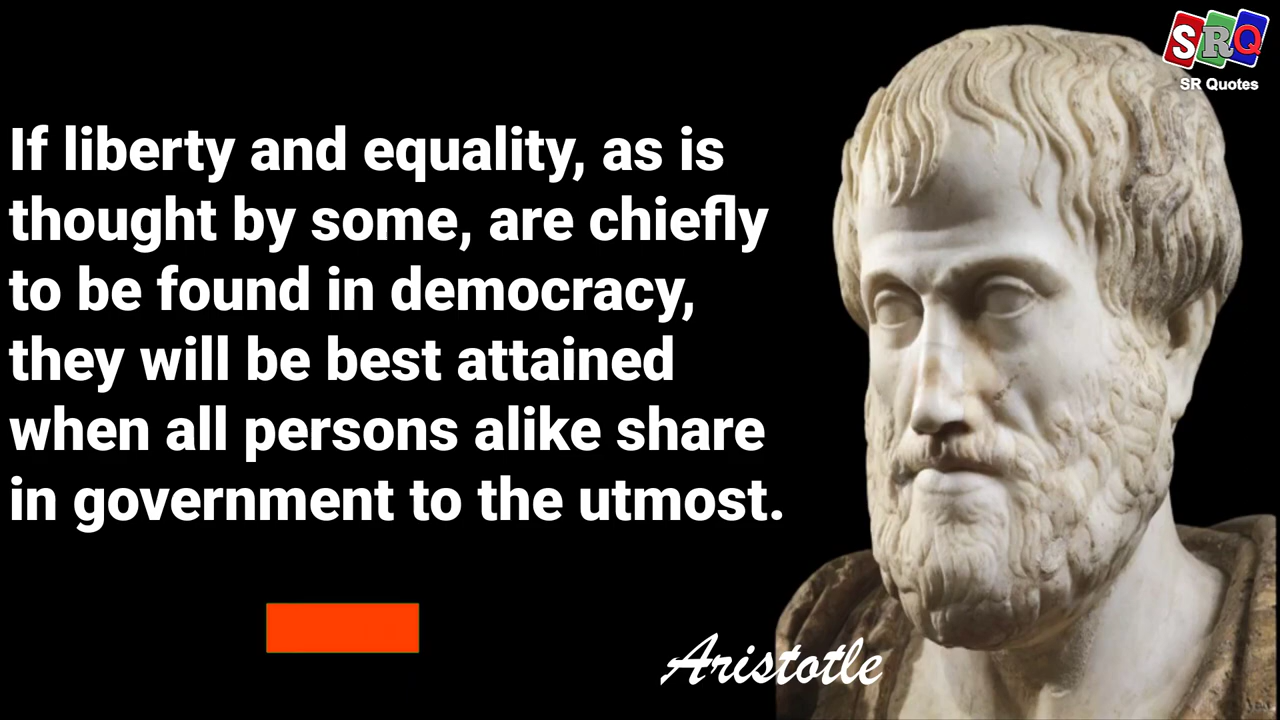 SRQ
SR Quotes
If liberty and equality, as is
thought by some, are chiefly
to be found in democracy,
they will be best attained
when all persons alike share
in government to the utmost.
Aristotle